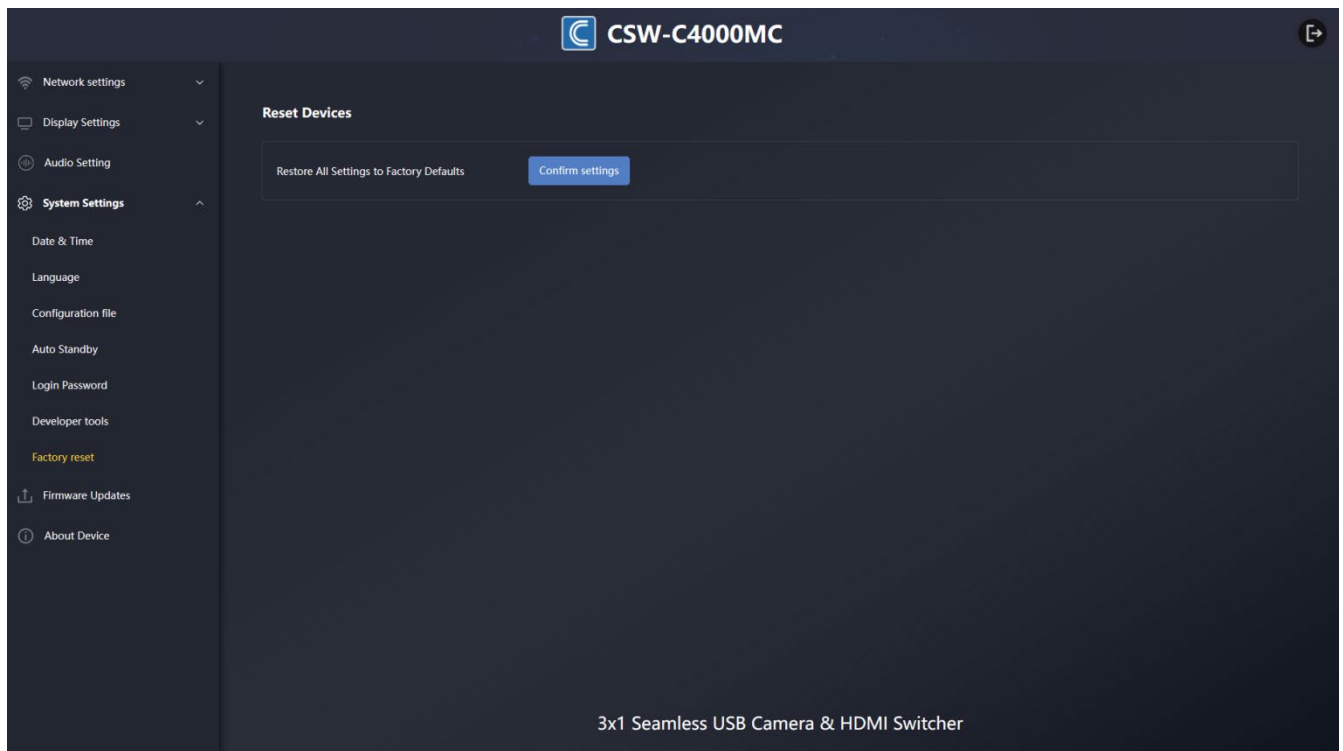 CSW-C4000MC
Network settings
Display Settings
Audio Setting
System Settings
Date & Time
Language
Configuration file
Auto Standby
Login Password
Developer tools
Factory reset
Firmware Updates
About Device
Reset Devices
Restore All Settings to Factory Defaults Confirm settings
3x1 Seamless USB Camera & HDMI Switcher